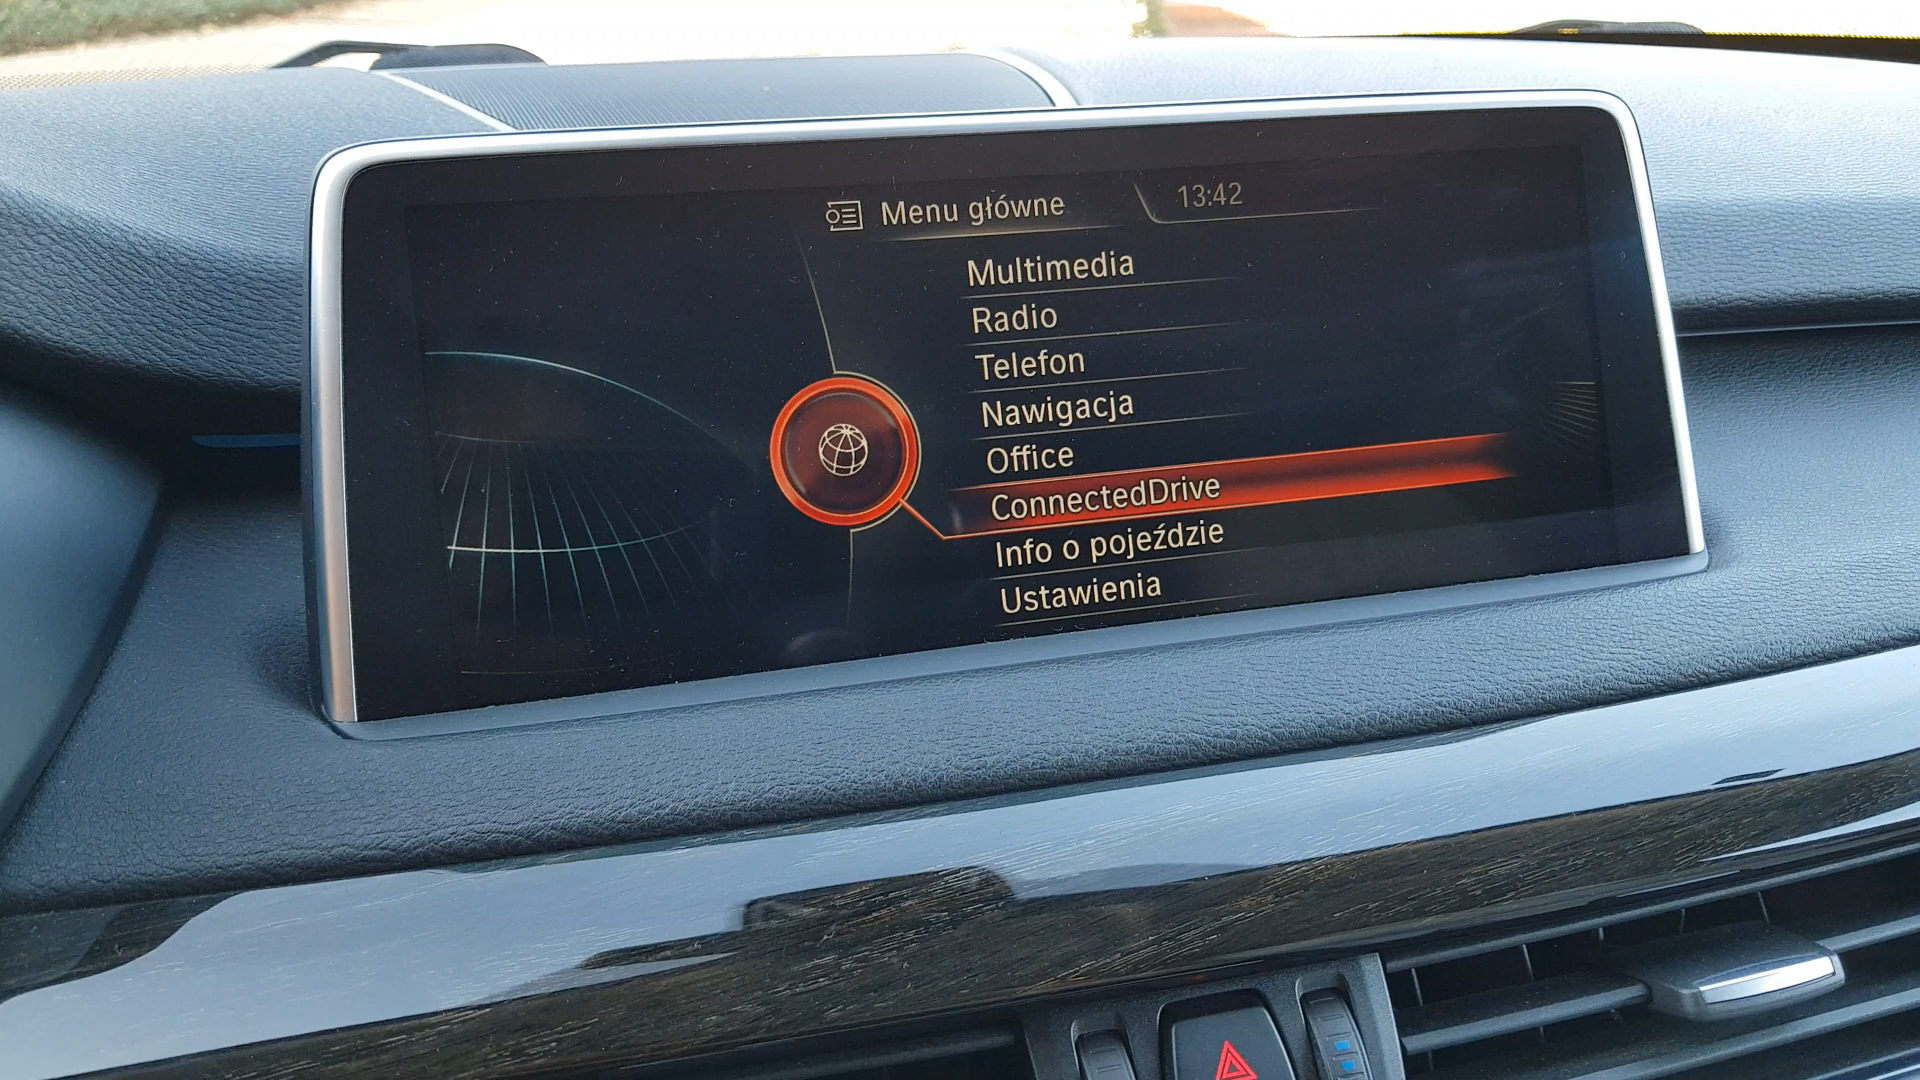 Menu główne
13:42
Multimedia
Radio
Telefon
Nawigacja
Office
ConnectedDrive
Info o pojeździe
Ustawienia